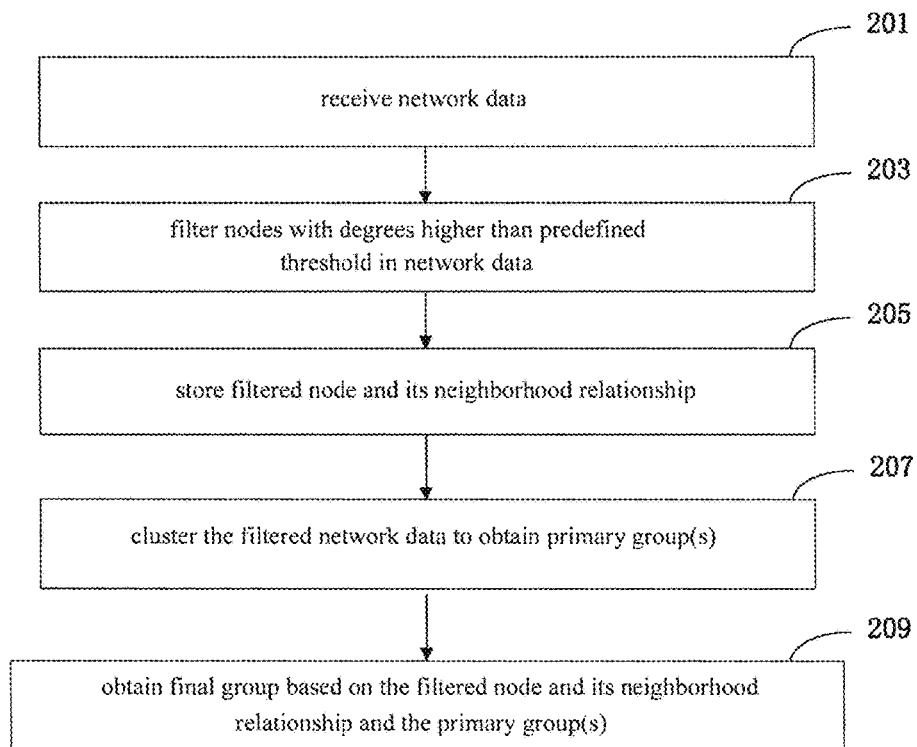 201
receive network data
203
filter nodes with degrees higher than predefined
threshold in network data
205
store filtered node and its neighborhood relationship
207
cluster the filtered network data to obtain primary group(s)
209
obtain final group based on the filtered node and its neighborhood
relationship and the primary group(s)